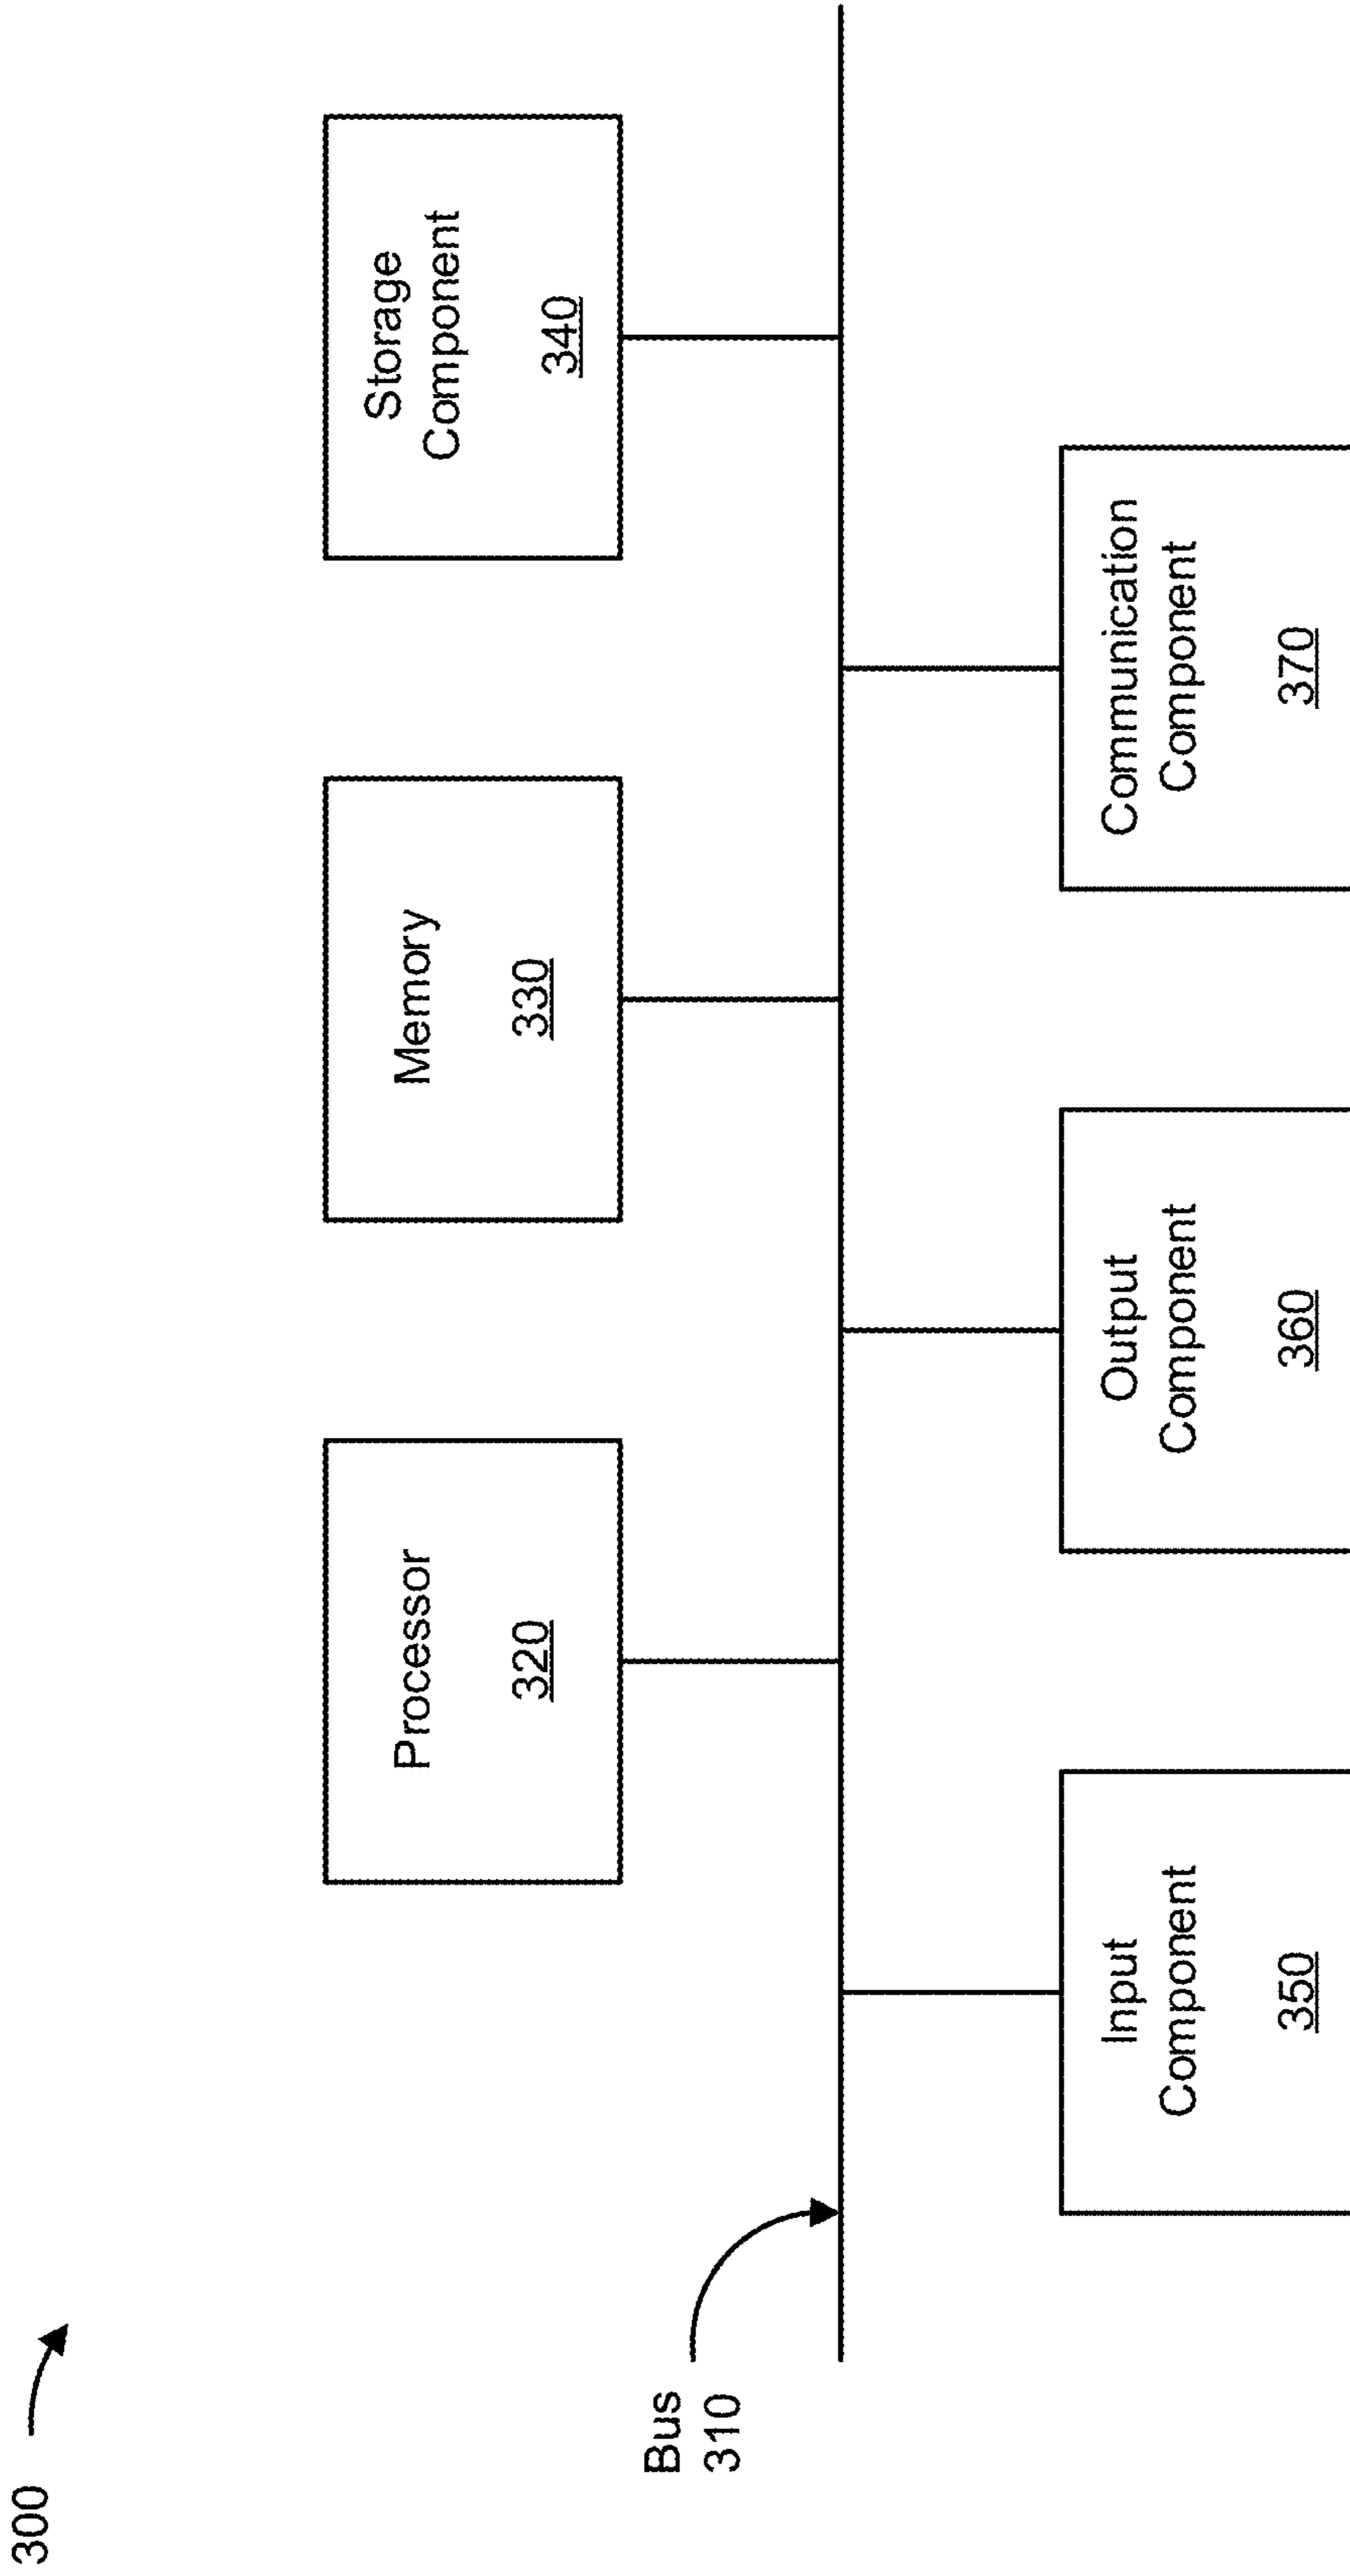 300
Processor
320
Memory
330
Storage
Component
340
Bus
310
Input
Component
350
Output
Component
360
Communication
Component
370